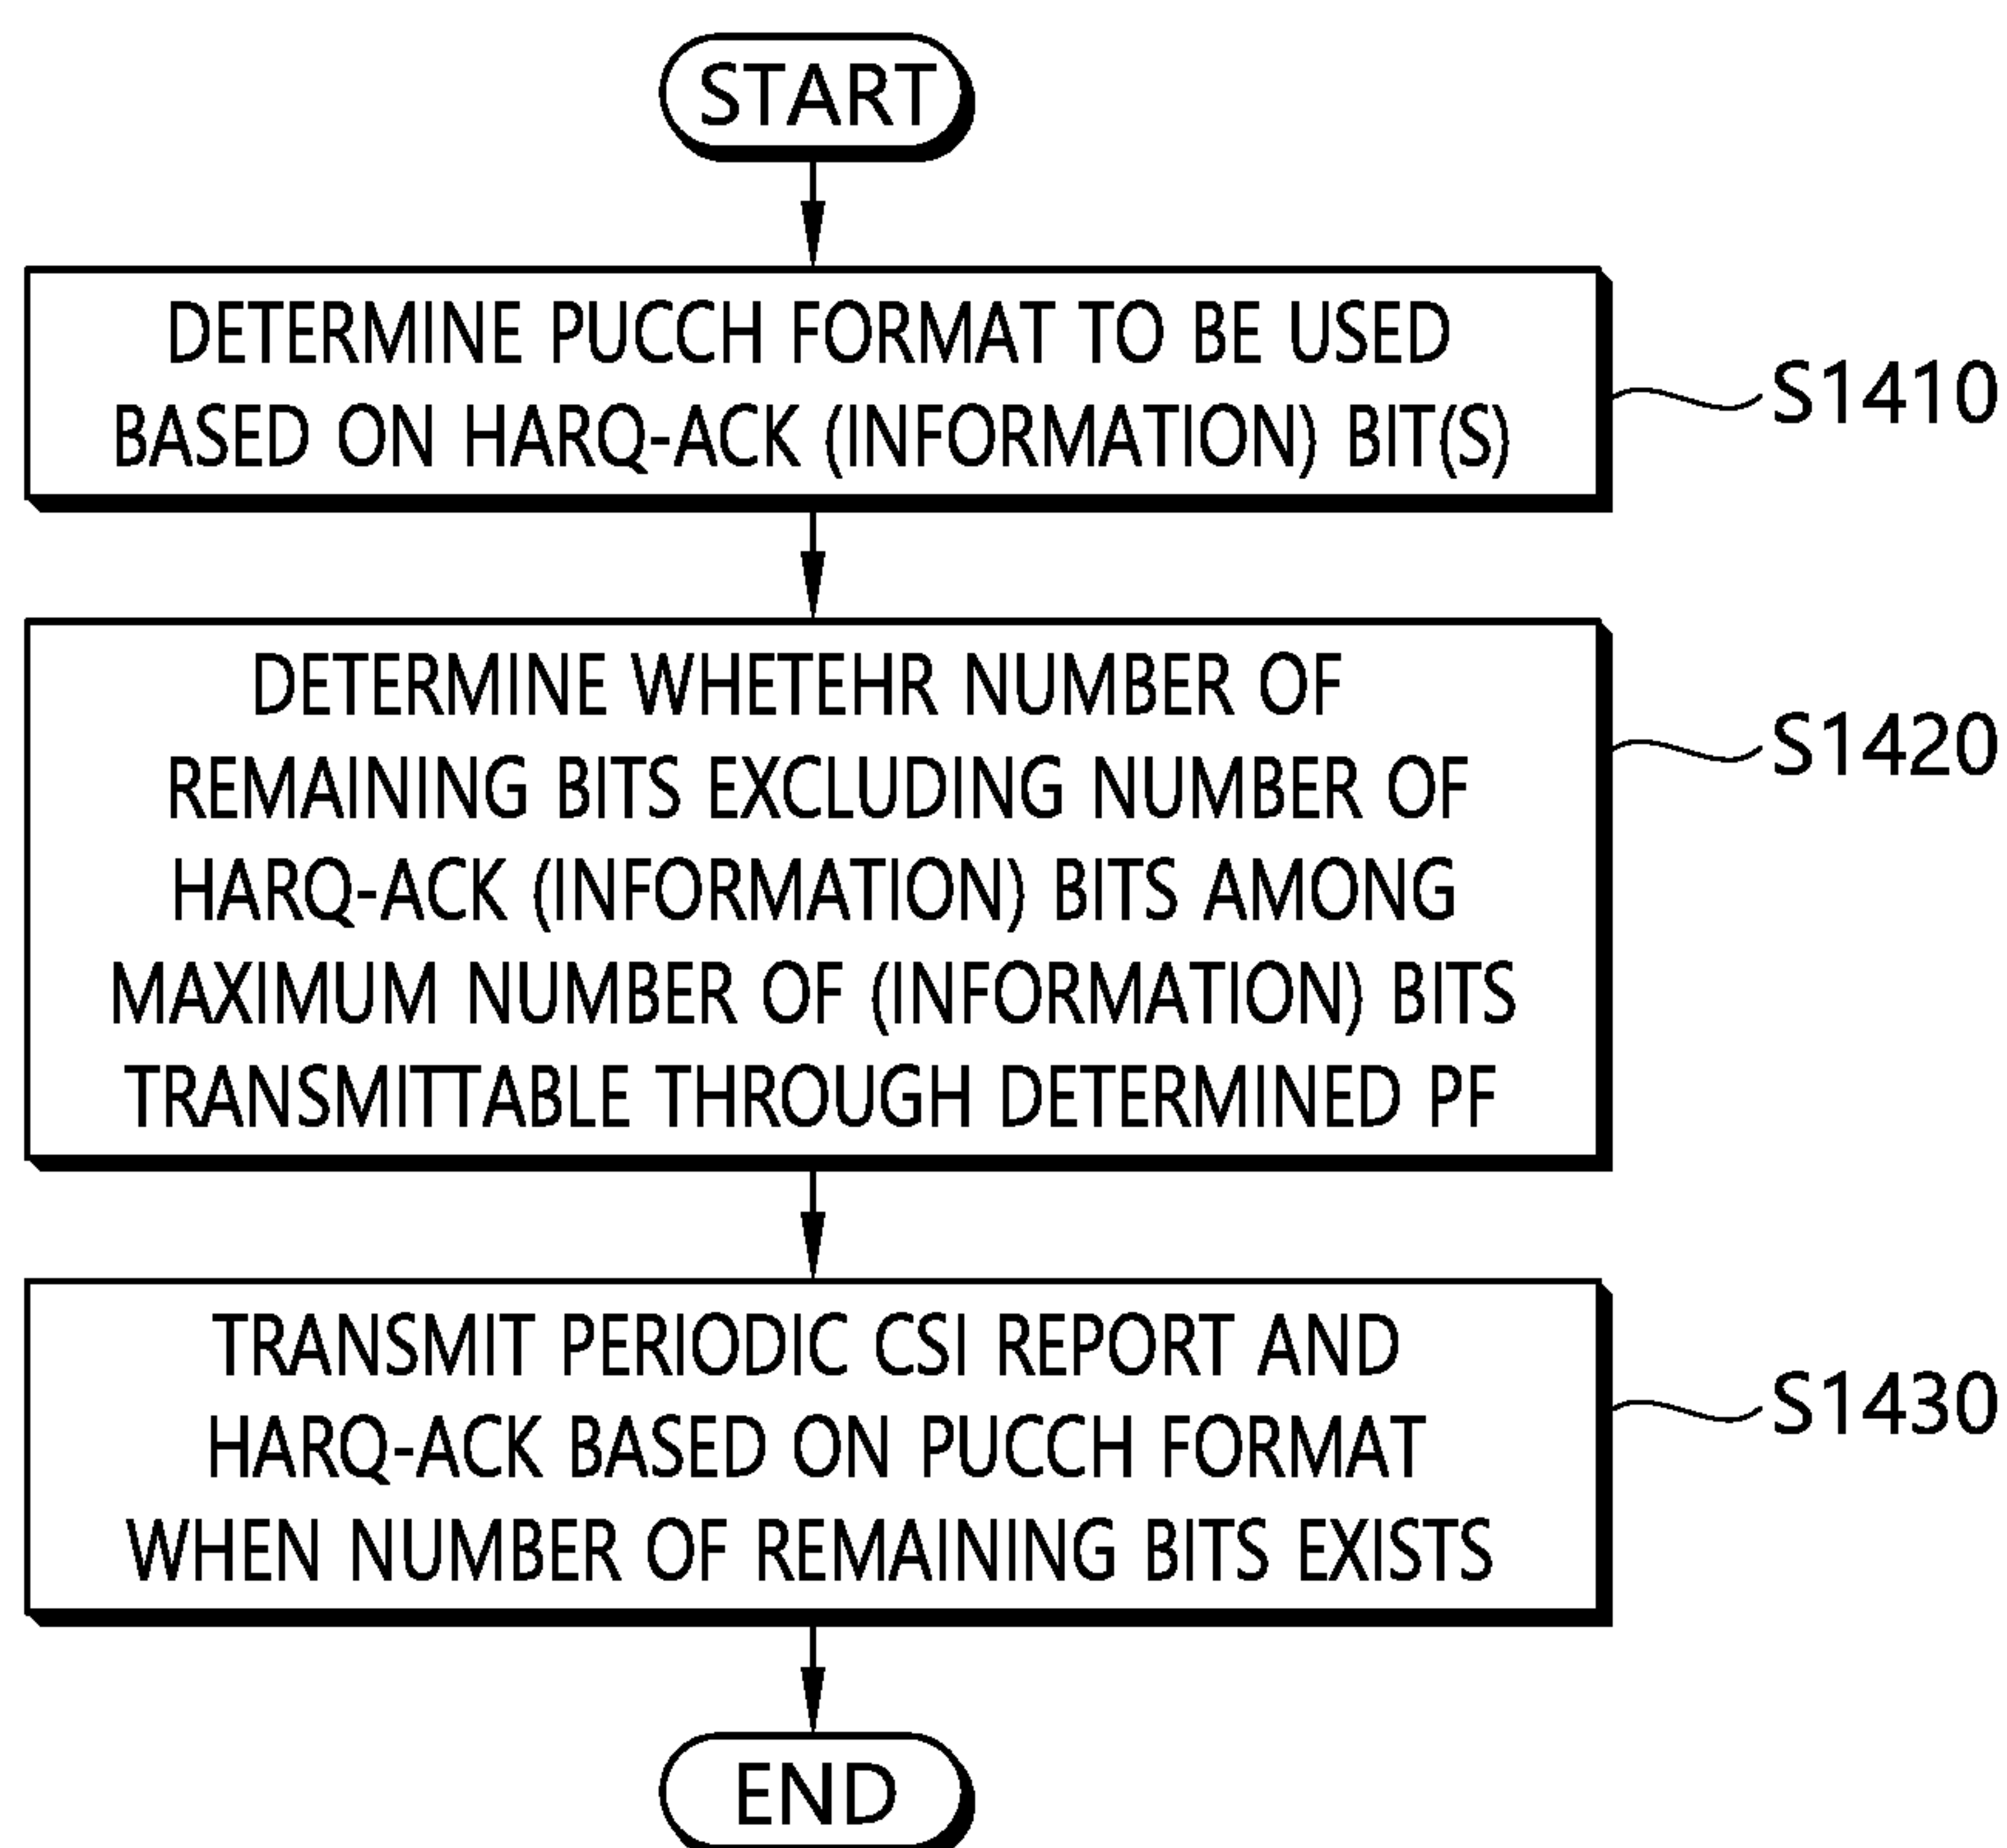 START
DETERMINE PUCCH FORMAT TO BE USED
BASED ON HARQ-ACK (INFORMATION) BIT(S)
S1410
DETERMINE WHETEHR NUMBER OF
REMAINING BITS EXCLUDING NUMBER OF
HARQ-ACK (INFORMATION) BITS AMONG
MAXIMUM NUMBER OF (INFORMATION) BITS
TRANSMITTABLE THROUGH DETERMINED PF
S1420
TRANSMIT PERIODIC CSI REPORT AND
HARQ-ACK BASED ON PUCCH FORMAT
WHEN NUMBER OF REMAINING BITS EXISTS
S1430
END